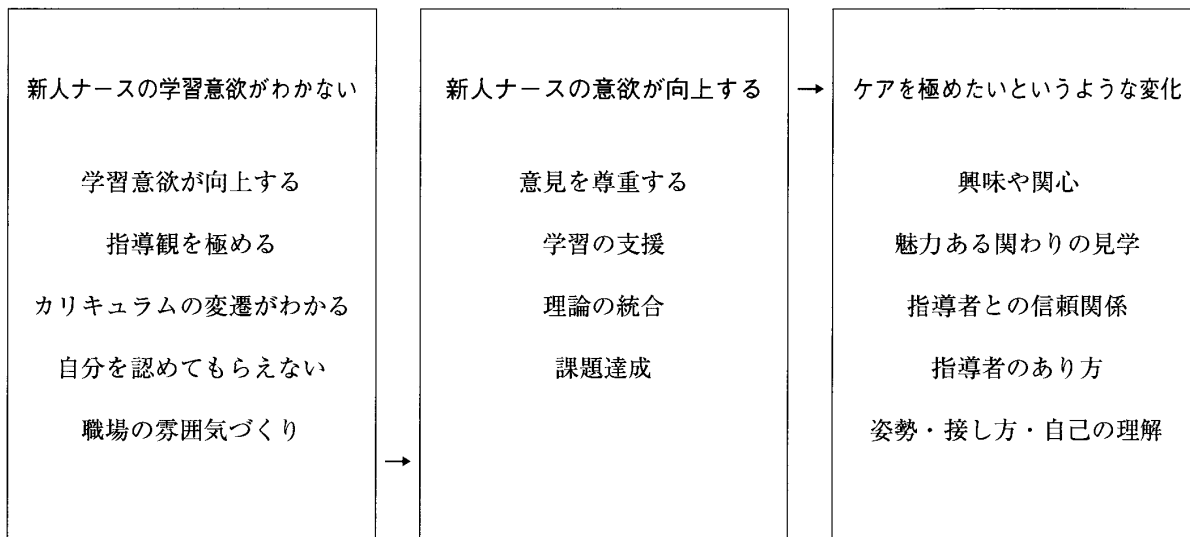 新人ナースの学習意欲がわかない
学習意欲が向上する
指導観を極める
カリキュラムの変遷がわかる
自分を認めてもらえない
職場の雰囲気づくり
→
新人ナースの意欲が向上する
意見を尊重する
学習の支援
理論の統合
課題達成
→
ケアを極めたいというような変化
興味や関心
魅力ある関わりの見学
指導者との信頼関係
指導者のあり方
姿勢・接し方・自己の理解